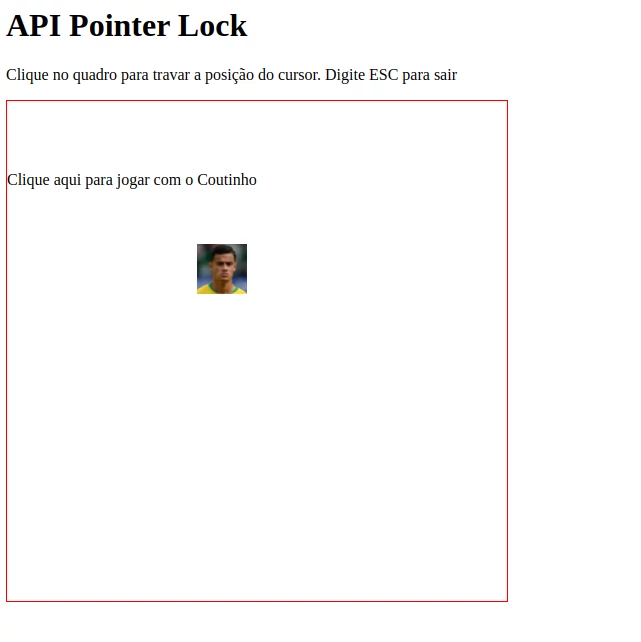 API Pointer Lock
Clique no quadro para travar a posição do cursor. Digite ESC para sair
Clique aqui para jogar com o Coutinho